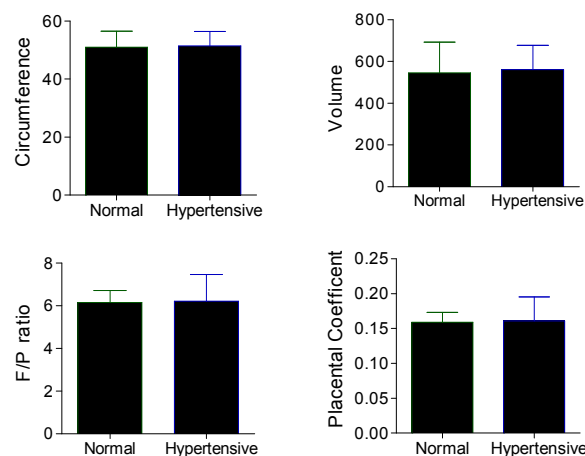 Circumference
60
40
20
0
Normal Hypertensive
Volume
800
600
400
200
0
Normal Hypertensive
F/P ratio
8
6
4
2
0
Normal Hypertensive
Placental Coefficent
0.25
0.20
0.15
0.10
0.05
0.00
Normal Hypertensive